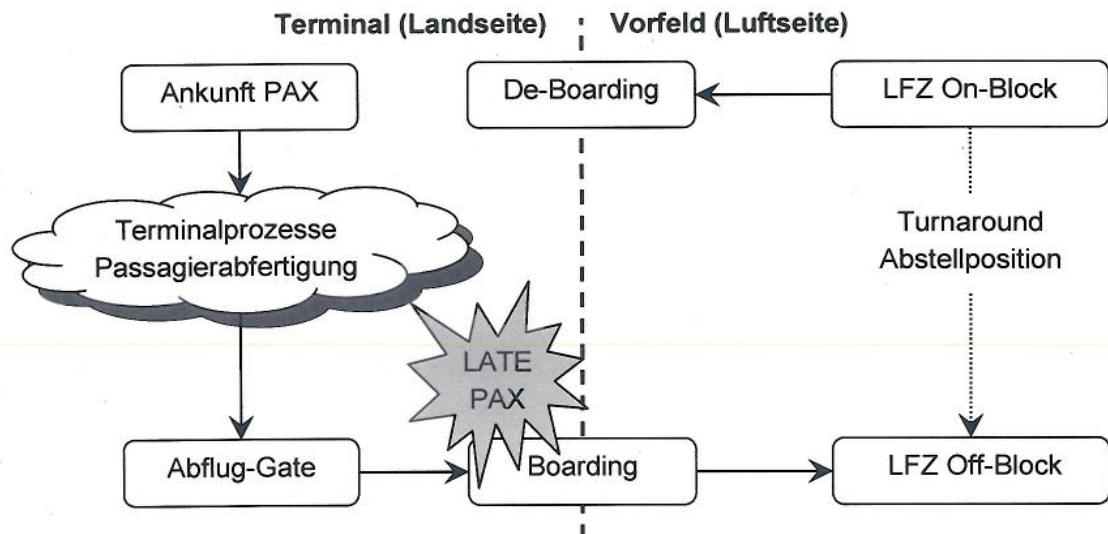 Terminal (Landseite)
Vorfeld (Luftseite)
Ankunft PAX
De-Boarding
LFZ On-Block
Terminalprozesse
Passagierabfertigung
Turnaround
Abstellposition
LATE
PAX
Abflug-Gate
Boarding
LFZ Off-Block